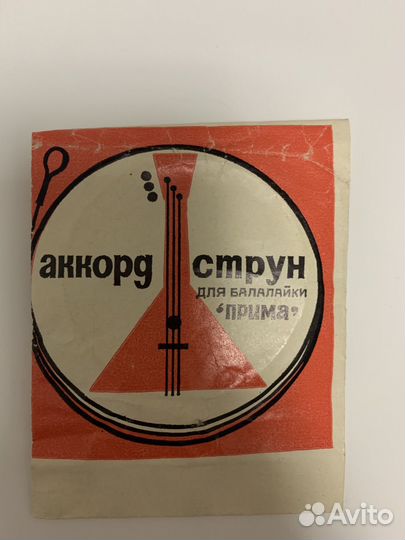 аккорд струн
для балалайки
"прима"
Avito